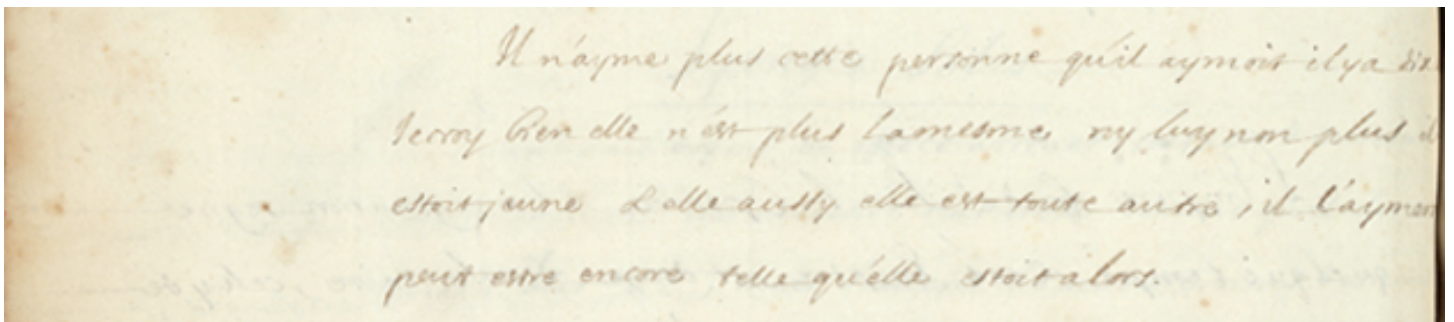 Il n'ayme plus cette personne qu'il aymoit il y a dix
Je croy bien elle n'est plus la mesme ny luy non plus il
estoit jeune & elle aussy elle est toute autre, il l'aymer
peut estre encore telle qu'elle estoit alors.